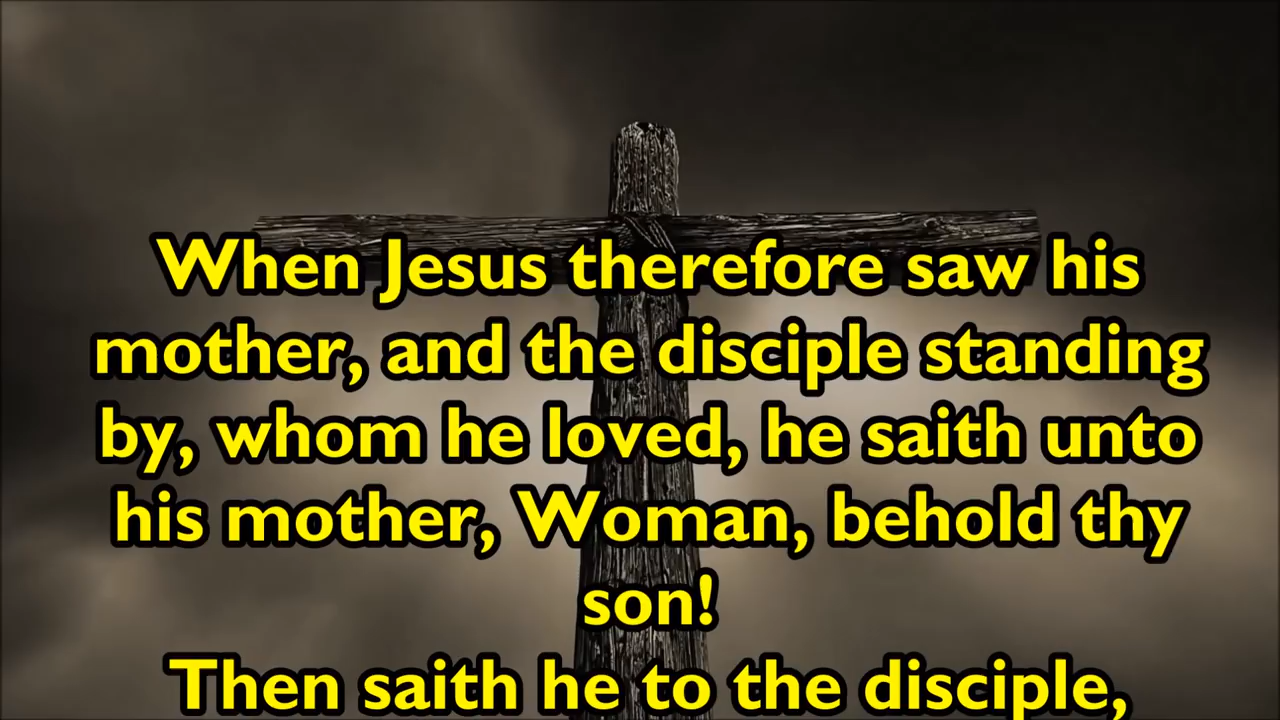 When Jesus therefore saw his
mother, and the disciple standing
by, whom he loved, he saith unto
his mother, Woman, behold thy
son!
Then saith he to the disciple,